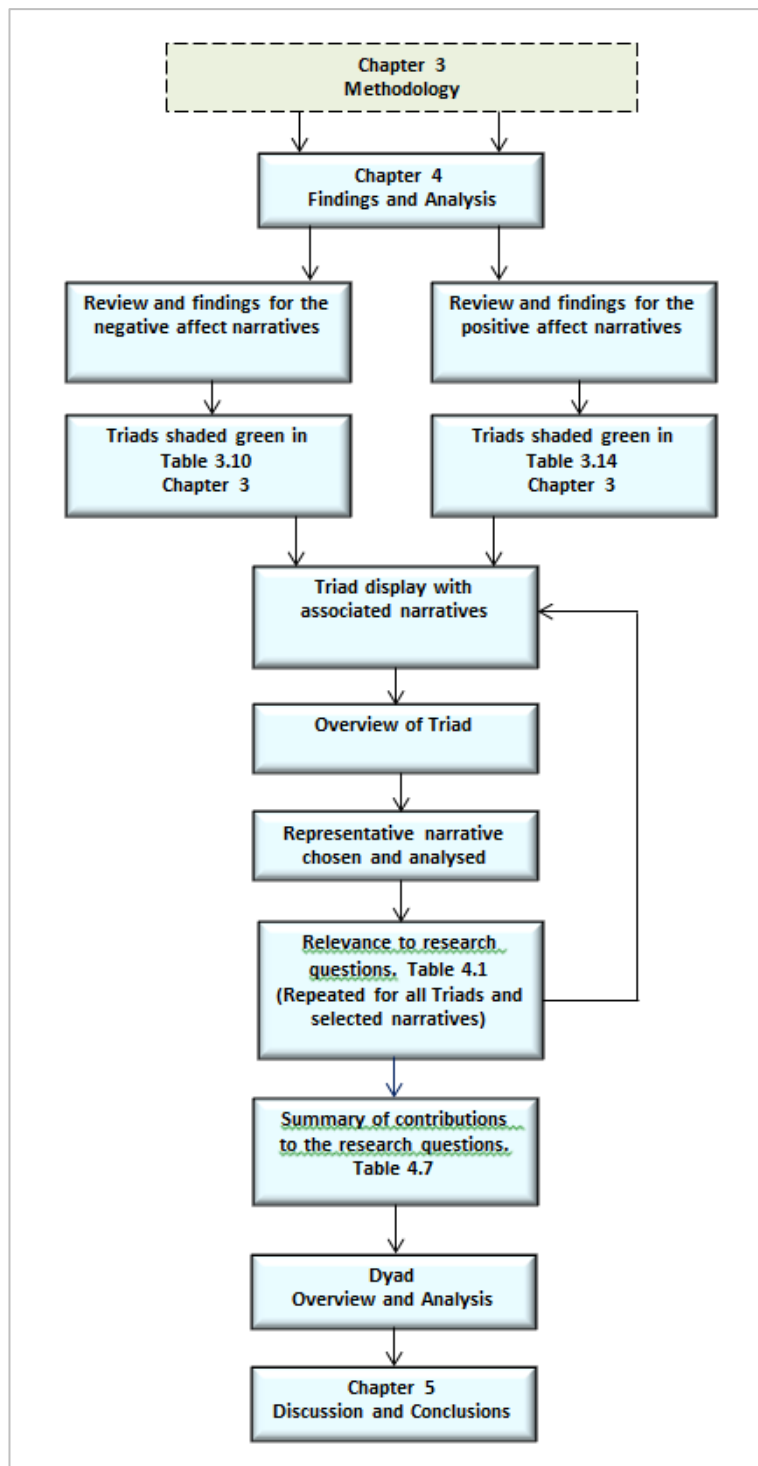 Chapter 3
Methodology
Chapter 4
Findings and Analysis
Review and findings for the
negative affect narratives
Review and findings for the
positive affect narratives
Triads shaded green in
Table 3.10
Chapter 3
Triads shaded green in
Table 3.14
Chapter 3
Triad display with
associated narratives
Overview of Triad
Representative narrative
chosen and analysed
Relevance to research
questions. Table 4.1
(Repeated for all Triads and
selected narratives)
Summary of contributions
to the research questions.
Table 4.7
Dyad
Overview and Analysis
Chapter 5
Discussion and Conclusions